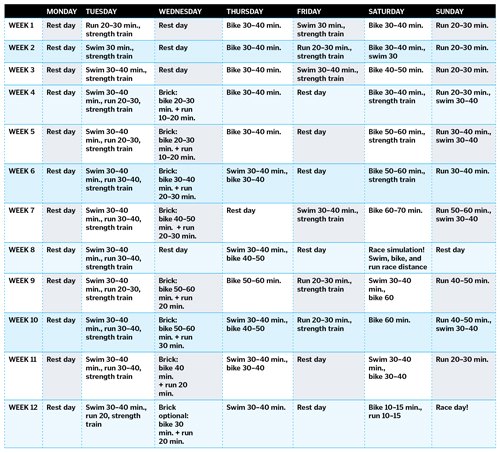 MONDAY TUESDAY WEDNESDAY THURSDAY FRIDAY SATURDAY SUNDAY
WEEK 1 Rest day Run 20–30 min., Rest day Bike 30–40 min. Swim 30 min., Bike 30–40 min. Run 20–30 min.
strength train strength train
WEEK 2 Rest day Swim 30 min., Rest day Bike 30–40 min. Run 20–30 min., Bike 30–40 min., Run 20–30 min.
strength train strength train swim 30
WEEK 3 Rest day Swim 30–40 min., Rest day Bike 30–40 min. Swim 30–40 min., Bike 40–50 min. Run 20–30 min.
strength train strength train
WEEK 4 Rest day Swim 30–40 Brick: Bike 30–40 min. Rest day Bike 30–40 min., Run 20–30 min.,
min., run 20–30, bike 20–30 strength train swim 30–40
strength train min. + run
10–20 min.
WEEK 5 Rest day Swim 30–40 Brick: Bike 30–40 min. Rest day Bike 50–60 min., Run 30–40 min.,
min., run 20–30, bike 20–30 strength train swim 30–40
strength train min. + run
10–20 min.
WEEK 6 Rest day Swim 30–40 Brick: Swim 30–40 min., Rest day Bike 50–60 min., Run 30–40 min.
min., run 30–40, bike 30–40 bike 30–40 strength train
strength train min. + run
20–30 min.
WEEK 7 Rest day Swim 30–40 Brick: Rest day Swim 30–40 min., Bike 60–70 min. Run 50–60 min.,
min., run 30–40, bike 40–50 strength train swim 30–40
strength train min. + run
20–30 min.
WEEK 8 Rest day Swim 30–40 Rest day Swim 30–40 min., Rest day Race simulation! Rest day
min., run 30–40, bike 40–50 Swim, bike, and
strength train run race distance
WEEK 9 Rest day Swim 30–40 Brick: Bike 50–60 min. Run 20–30 min., Swim 30–40 Run 40–50 min.
min., run 20–30, bike 50–60 strength train min.,
strength train min. + run bike 60
20 min.
WEEK 10 Rest day Swim 30–40 Brick: Swim 30–40 min., Run 20–30 min., Bike 60 min. Run 40–50 min.,
min., run 30–40, bike 50–60 bike 40–50 strength train swim 30–40
strength train min. + run
30 min.
WEEK 11 Rest day Swim 30–40 Brick: Swim 30–40 min., Rest day Swim 30–40 Run 20–30 min.
min., run 30–40, bike 40 bike 30–40 min.,
strength train min. bike 30–40
+ run 20
min.
WEEK 12 Rest day Swim 30–40 min., Brick Swim 30–40 min. Rest day Bike 10–15 min., Race day!
run 20, strength optional: run 10–15
train bike 30
min. + run
20 min.